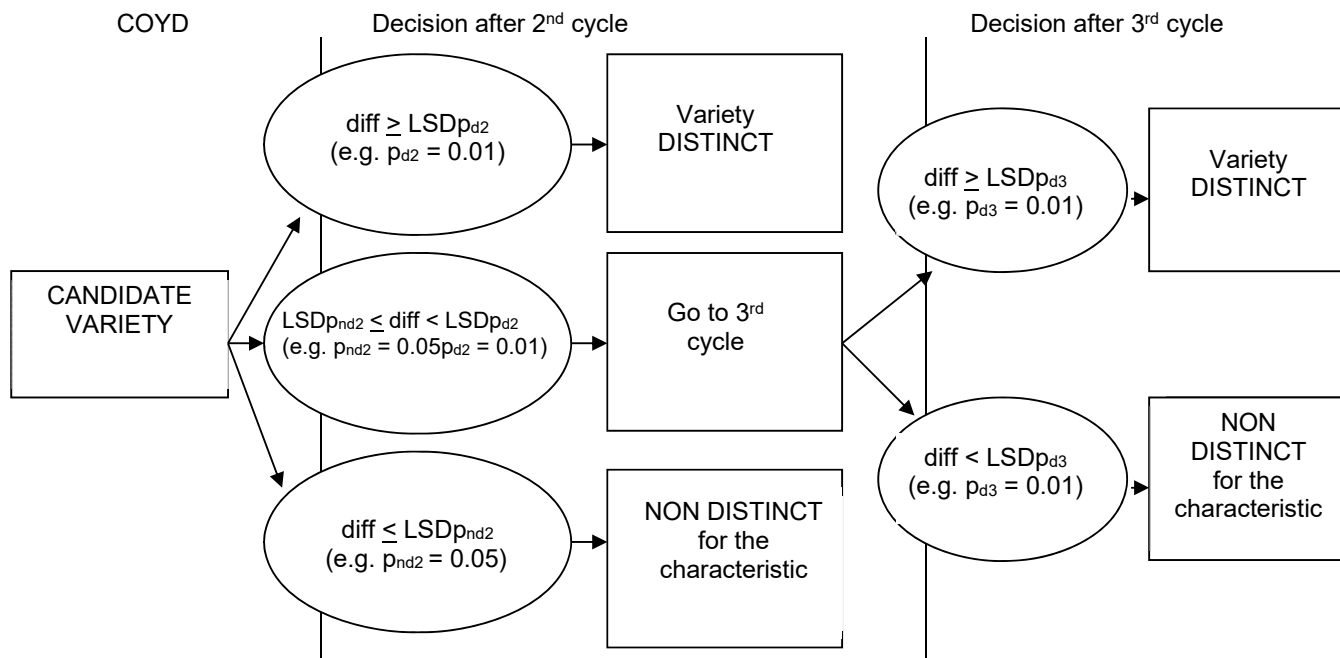 COYD
Decision after 2nd cycle
Decision after 3rd cycle
CANDIDATE
VARIETY
diff ≥ LSDpd2
(e.g. pd2 = 0.01)
Variety
DISTINCT
LSDpnd2 ≤ diff < LSDpd2
(e.g. pnd2 = 0.05pd2 = 0.01)
Go to 3rd
cycle
diff ≤ LSDpnd2
(e.g. pnd2 = 0.05)
NON DISTINCT
for the
characteristic
diff ≥ LSDpd3
(e.g. pd3 = 0.01)
Variety
DISTINCT
diff < LSDpd3
(e.g. pd3 = 0.01)
NON
DISTINCT
for the
characteristic